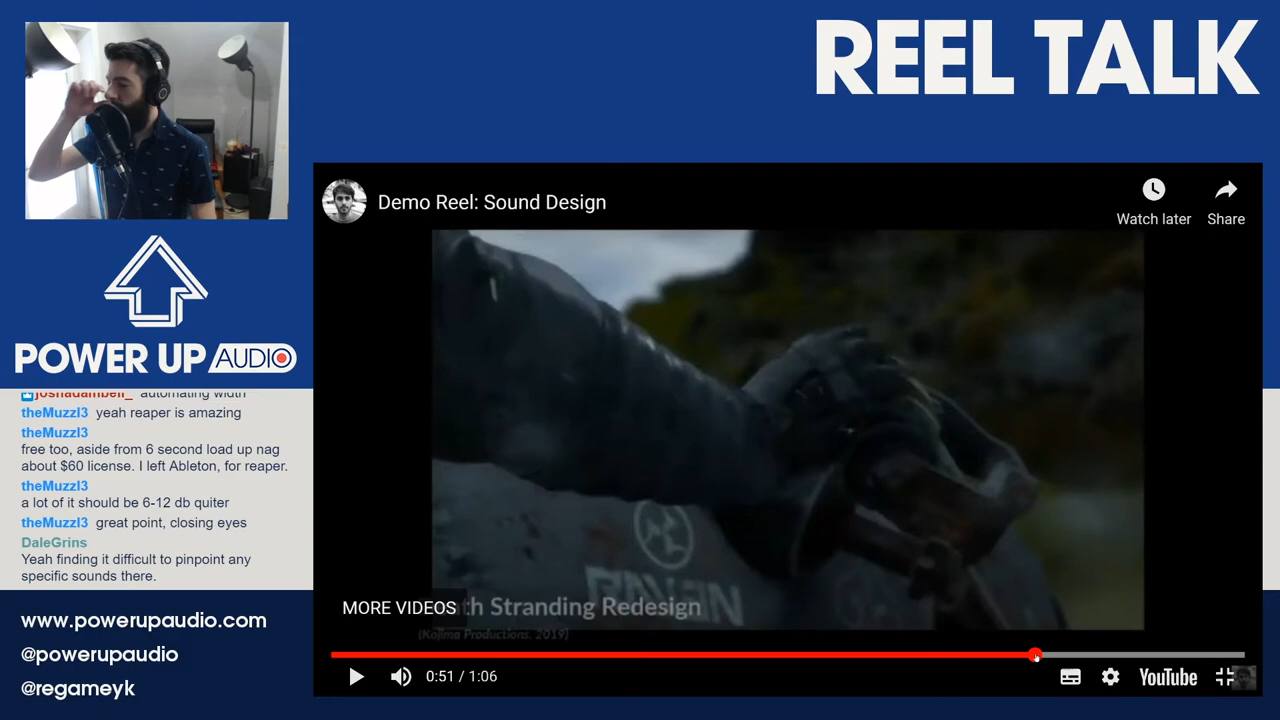 REEL TALK
Demo Reel: Sound Design
Watch later
Share
POWER UP AUDIO
joshadambell_ automating width
theMuzzl3 yeah reaper is amazing
theMuzzl3
free too, aside from 6 second load up nag
about $60 license. I left Ableton, for reaper.
theMuzzl3
a lot of it should be 6-12 db quiter
theMuzzl3 great point, closing eyes
DaleGrins
Yeah finding it difficult to pinpoint any
specific sounds there.
www.powerupaudio.com
@powerupaudio
@regameyk
MORE VIDEOS
th Stranding Redesign
(Kojima Productions, 2019)
0:51 / 1:06
YouTube